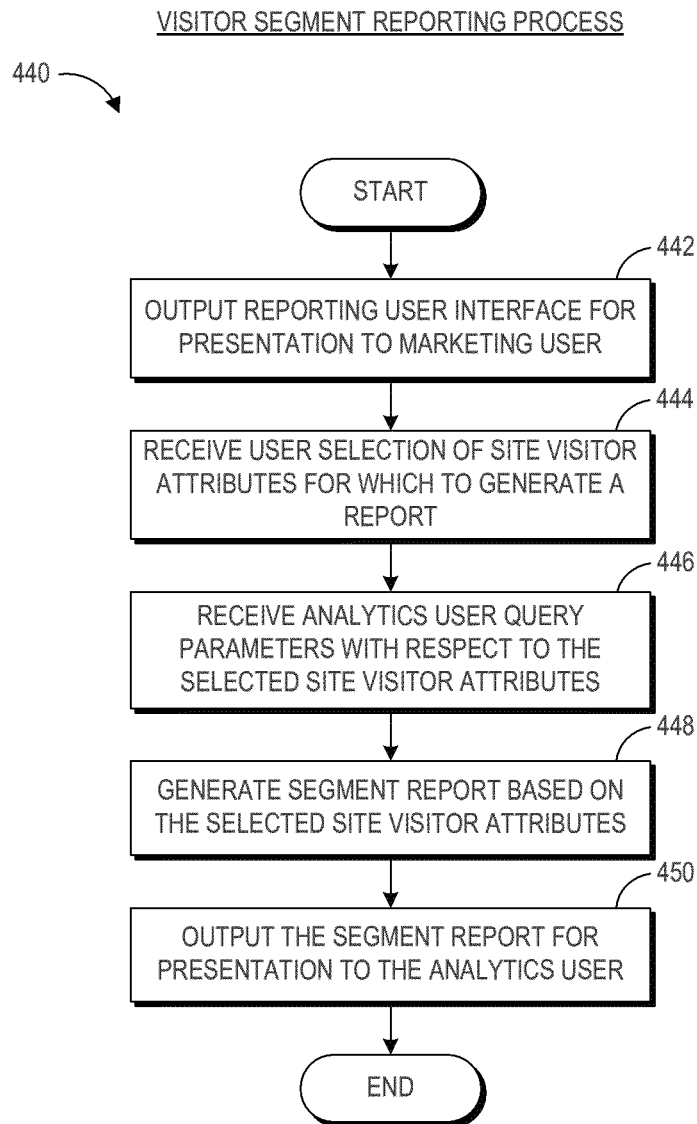 VISITOR SEGMENT REPORTING PROCESS
440
START
442
OUTPUT REPORTING USER INTERFACE FOR
PRESENTATION TO MARKETING USER
444
RECEIVE USER SELECTION OF SITE VISITOR
ATTRIBUTES FOR WHICH TO GENERATE A
REPORT
446
RECEIVE ANALYTICS USER QUERY
PARAMETERS WITH RESPECT TO THE
SELECTED SITE VISITOR ATTRIBUTES
448
GENERATE SEGMENT REPORT BASED ON
THE SELECTED SITE VISITOR ATTRIBUTES
450
OUTPUT THE SEGMENT REPORT FOR
PRESENTATION TO THE ANALYTICS USER
END